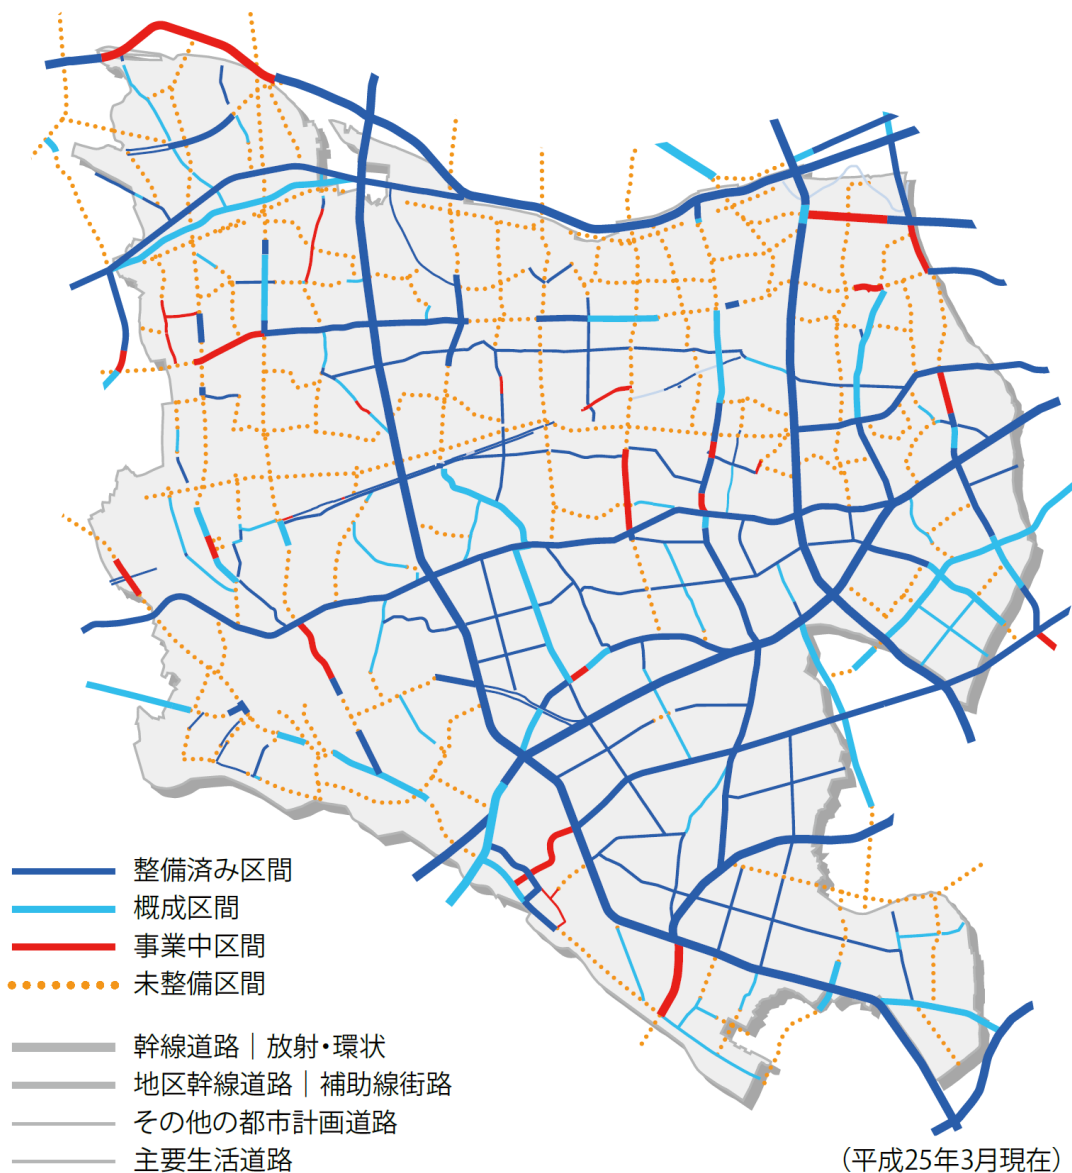 整備済み区間
概成区間
事業中区間
未整備区間
幹線道路｜放射・環状
地区幹線道路｜補助線街路
その他の都市計画道路
主要生活道路
（平成25年3月現在）